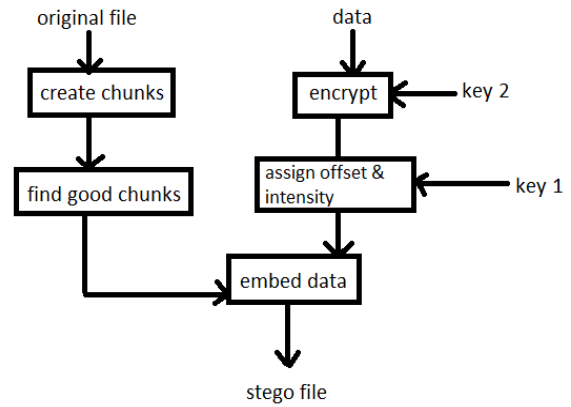 original file
data
create chunks
encrypt
key 2
find good chunks
assign offset &
intensity
key 1
embed data
stego file